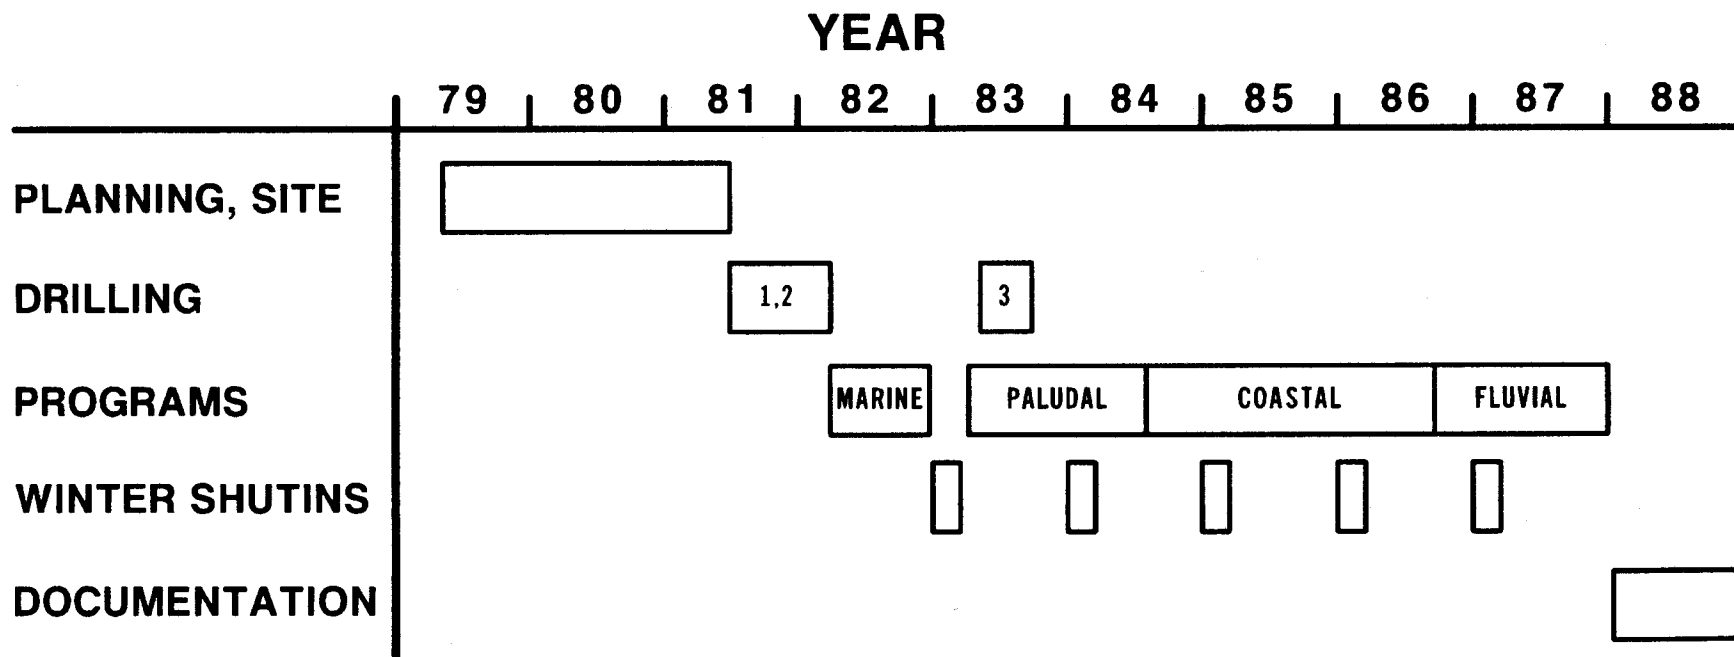 YEAR
79 80 81 82 83 84 85 86 87 88
PLANNING, SITE
DRILLING 1,2 3
PROGRAMS MARINE PALUDAL COASTAL FLUVIAL
WINTER SHUTINS
DOCUMENTATION